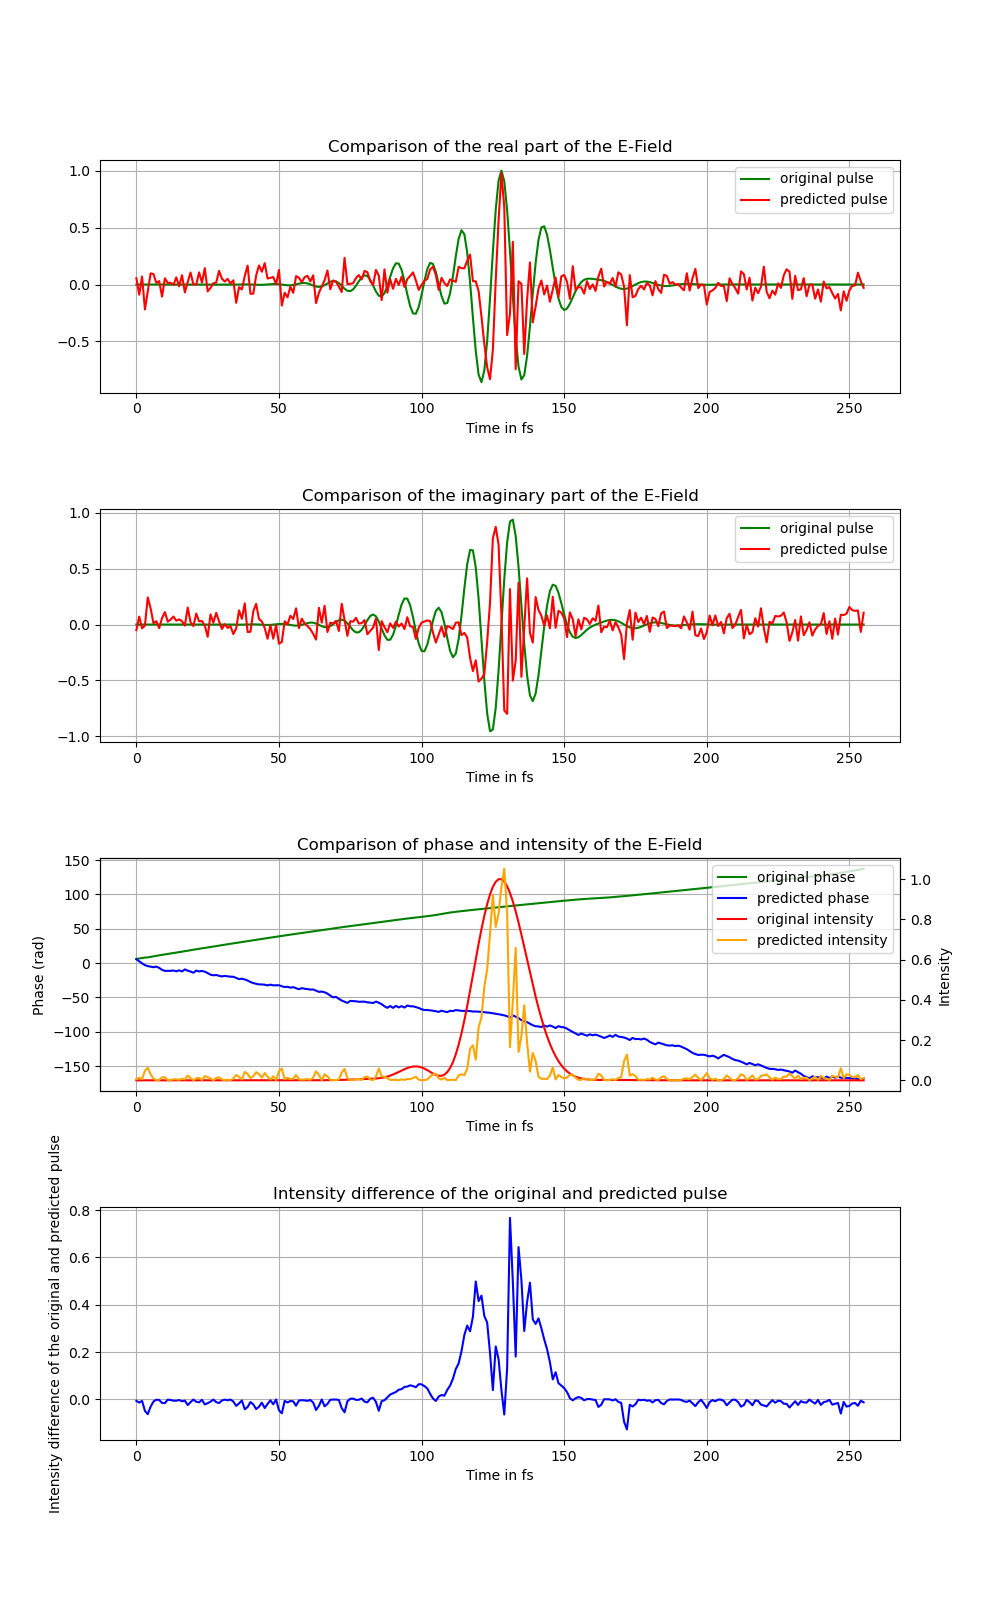 Comparison of the real part of the E-Field
original pulse
predicted pulse
1.0
0.5
0.0
−0.5
0 50 100 150 200 250
Time in fs
Comparison of the imaginary part of the E-Field
original pulse
predicted pulse
1.0
0.5
0.0
−0.5
−1.0
0 50 100 150 200 250
Time in fs
Comparison of phase and intensity of the E-Field
original phase
predicted phase
original intensity
predicted intensity
Phase (rad)
150
100
50
0
−50
−100
−150
1.0
0.8
0.6
0.4
0.2
0.0
Intensity
0 50 100 150 200 250
Time in fs
Intensity difference of the original and predicted pulse
Intensity difference of the original and predicted pulse
0.8
0.6
0.4
0.2
0.0
0 50 100 150 200 250
Time in fs